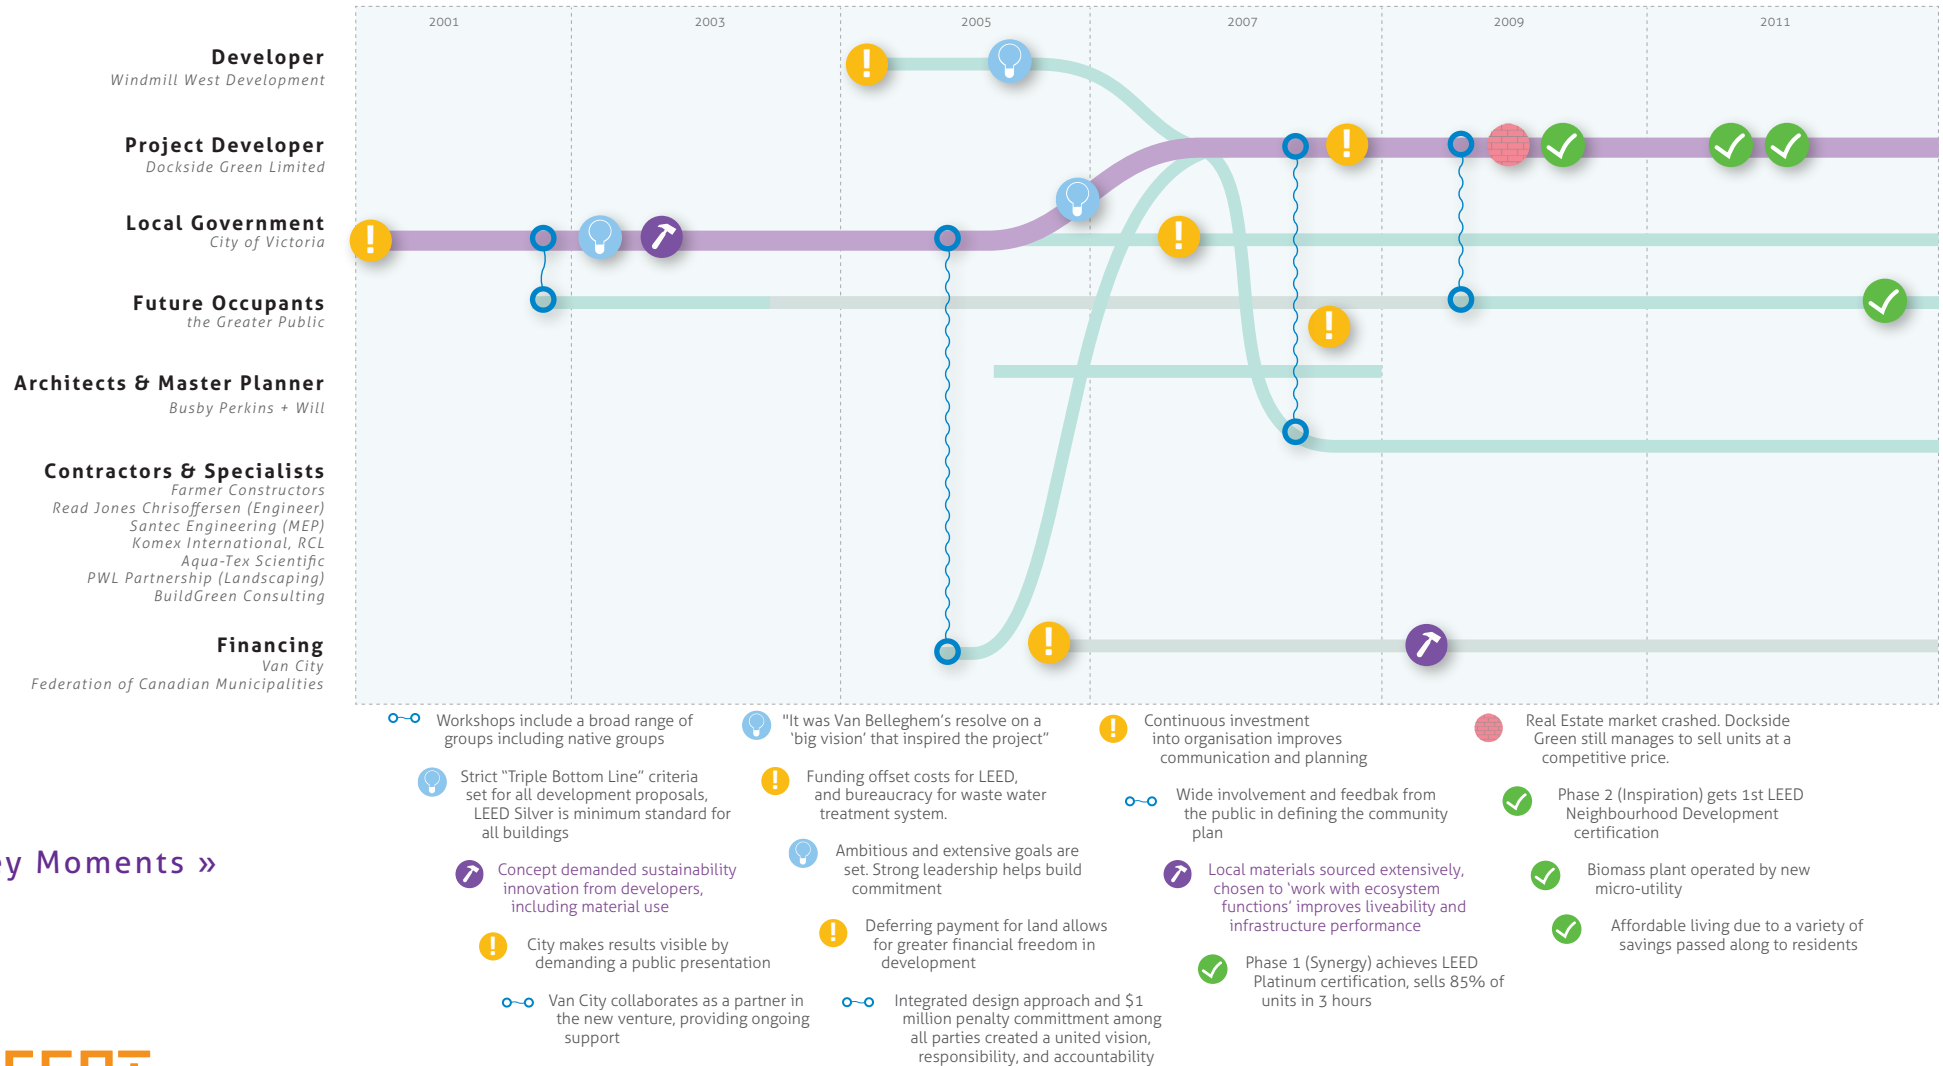 2001
2003
2005
2007
2009
2011
Developer
Windmill West Development
Project Developer
Dockside Green Limited
Local Government
City of Victoria
Future Occupants
the Greater Public
Architects & Master Planner
Busby Perkins + Will
Contractors & Specialists
Farmer Constructors
Read Jones Chrisoffersen (Engineer)
Santec Engineering (MEP)
Komex International, RCL
Aqua-Tex Scientific
PWL Partnership (Landscaping)
BuildGreen Consulting
Financing
Van City
Federation of Canadian Municipalities
Moments »
Workshops include a broad range of
groups including native groups
Strict “Triple Bottom Line” criteria
set for all development proposals,
LEED Silver is minimum standard for
all buildings
Concept demanded sustainability
innovation from developers,
including material use
City makes results visible by
demanding a public presentation
Van City collaborates as a partner in
the new venture, providing ongoing
support
"It was Van Belleghem’s resolve on a
‘big vision’ that inspired the project”
Funding offset costs for LEED,
and bureaucracy for waste water
treatment system.
Ambitious and extensive goals are
set. Strong leadership helps build
commitment
Deferring payment for land allows
for greater financial freedom in
development
Integrated design approach and $1
million penalty committment among
all parties created a united vision,
responsibility, and accountability
Continuous investment
into organisation improves
communication and planning
Wide involvement and feedbak from
the public in defining the community
plan
Local materials sourced extensively,
chosen to ‘work with ecosystem
functions’ improves liveability and
infrastructure performance
Phase 1 (Synergy) achieves LEED
Platinum certification, sells 85% of
units in 3 hours
Real Estate market crashed. Dockside
Green still manages to sell units at a
competitive price.
Phase 2 (Inspiration) gets 1st LEED
Neighbourhood Development
certification
Biomass plant operated by new
micro-utility
Affordable living due to a variety of
savings passed along to residents